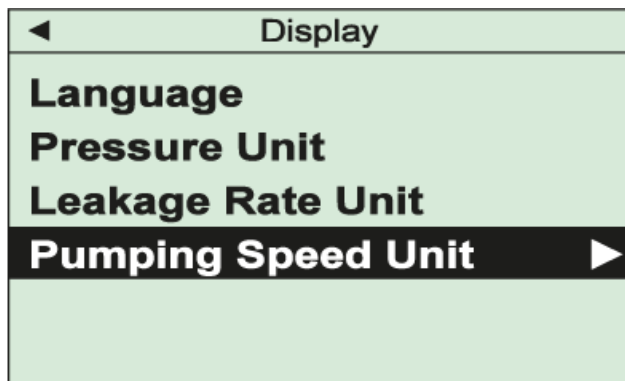 Display
Language
Pressure Unit
Leakage Rate Unit
Pumping Speed Unit